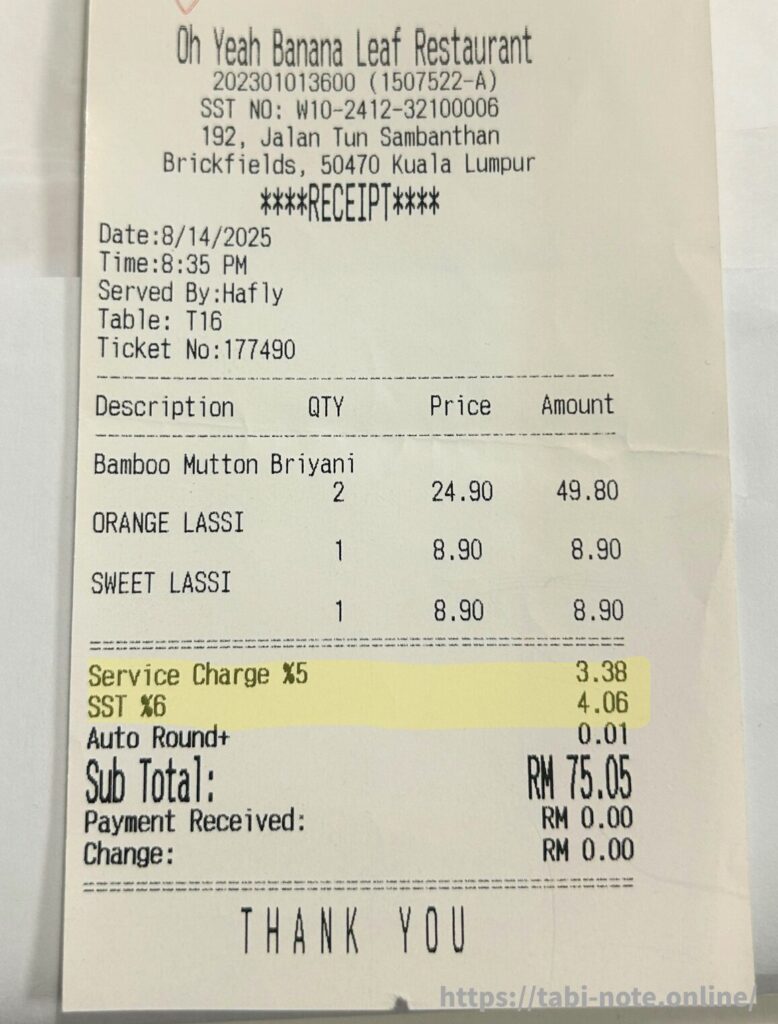 Oh Yeah Banana Leaf Restaurant
202301013600 (1507522-A)
SST NO: W10-2412-32100006
192, Jalan Tun Sambanthan
Brickfields, 50470 Kuala Lumpur
****RECEIPT****
Date:8/14/2025
Time:8:35 PM
Served By:Hafly
Table: T16
Ticket No:177490
Description QTY Price Amount
Bamboo Mutton Briyani
2 24.90 49.80
ORANGE LASSI
1 8.90 8.90
SWEET LASSI
1 8.90 8.90
Service Charge %5 3.38
SST %6 4.06
Auto Round+ 0.01
Sub Total: RM 75.05
Payment Received: RM 0.00
Change: RM 0.00
THANK YOU
https://tabi-note.online/